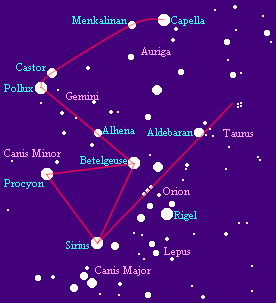 Menkalinan
Capella
Auriga
Castor
Pollux
Gemini
Alhena
Aldebaran
Taurus
Canis Minor
Betelgeuse
Procyon
Orion
Rigel
Sirius
Lepus
Canis Major